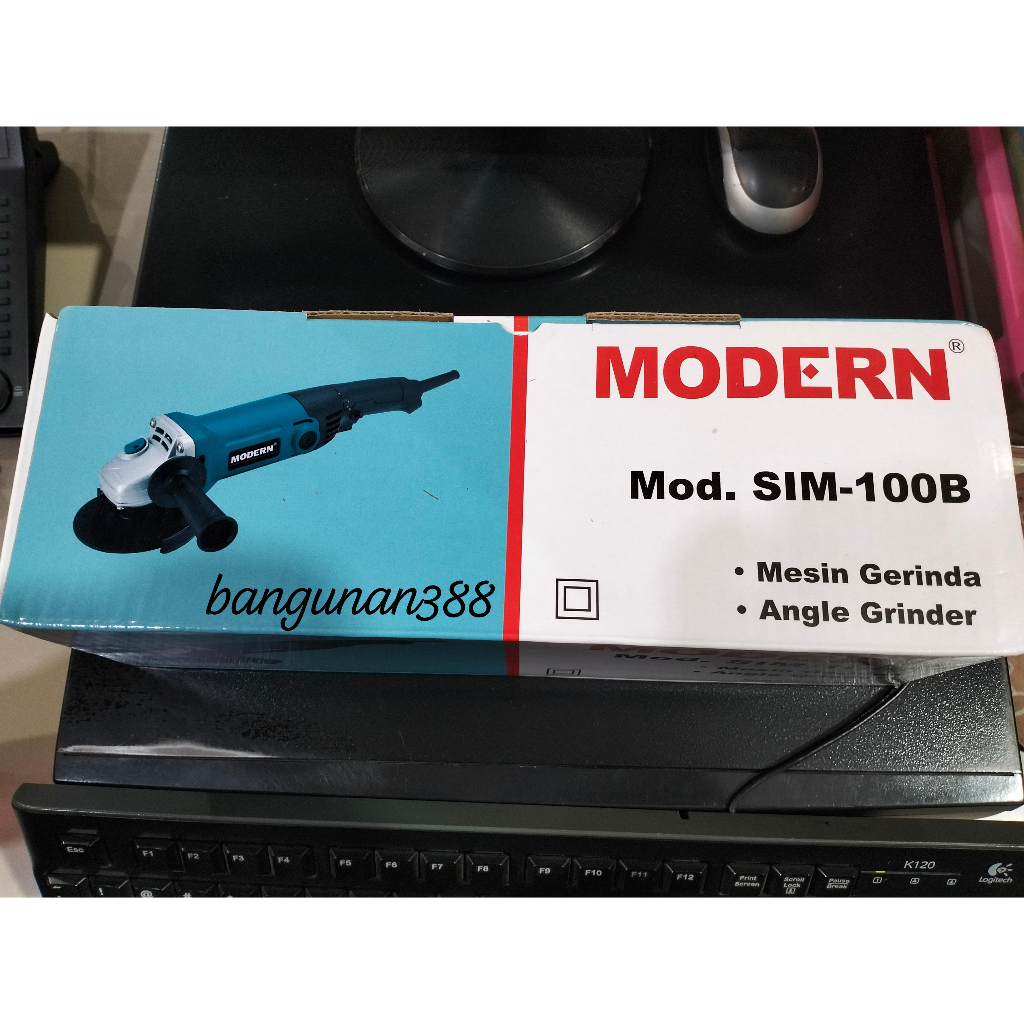 MODERN®
Mod. SIM-100B
• Mesin Gerinda
• Angle Grinder
MODERN
bangunan388
Esc F1 F2 F3 F4 F5 F6 F7 F8 F9 F10 F11 F12 Print Screen Scroll Lock Pause Break
K120
Logitech
! @ #